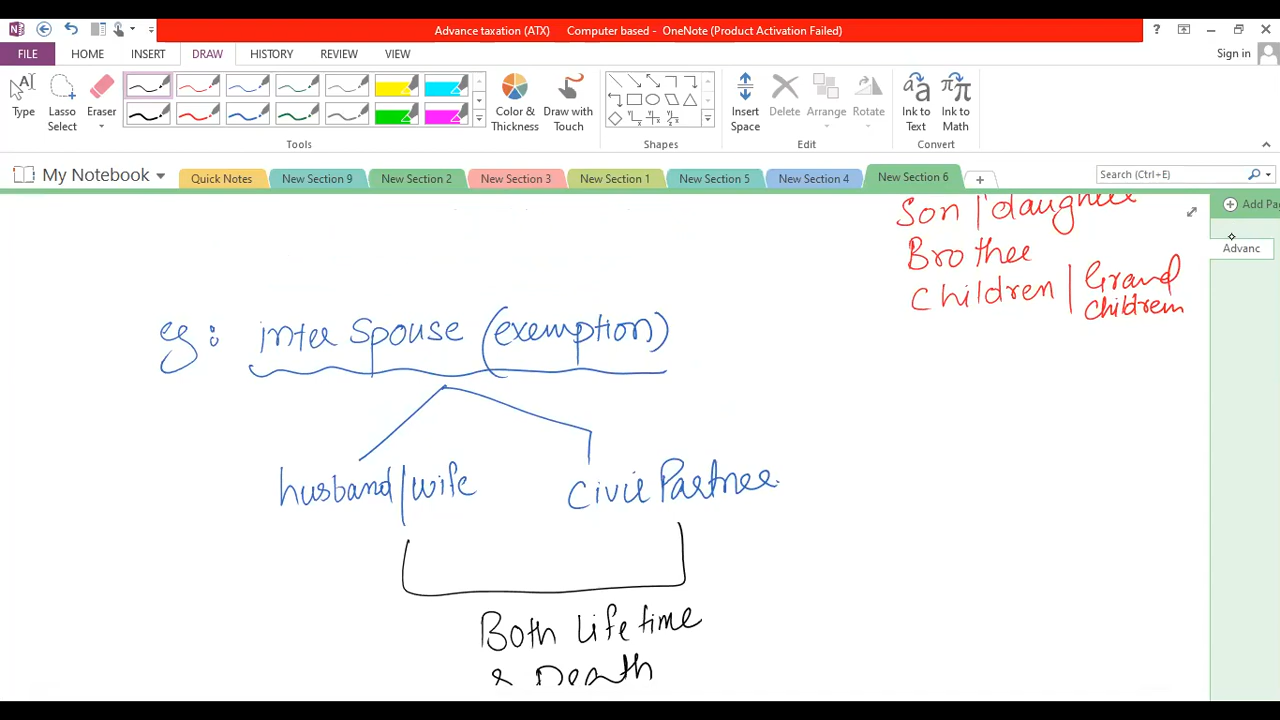 Advance taxation (ATX) Computer based - OneNote (Product Activation Failed)
Sign in
FILE HOME INSERT DRAW HISTORY REVIEW VIEW
Type
Lasso Select
Eraser
Color & Thickness
Draw with Touch
Insert Space
Delete
Arrange
Rotate
Ink to Text
Ink to Math
Tools
Shapes
Edit
Convert
My Notebook
Quick Notes New Section 9 New Section 2 New Section 3 New Section 1 New Section 5 New Section 4 New Section 6
Search (Ctrl+E)
Add Pa
Advanc
Son | daughter
Brother
Children | Grand
children
eg: inter Spouse (exemption)
husband/wife
Civil Partner
Both Lifetime
& Death